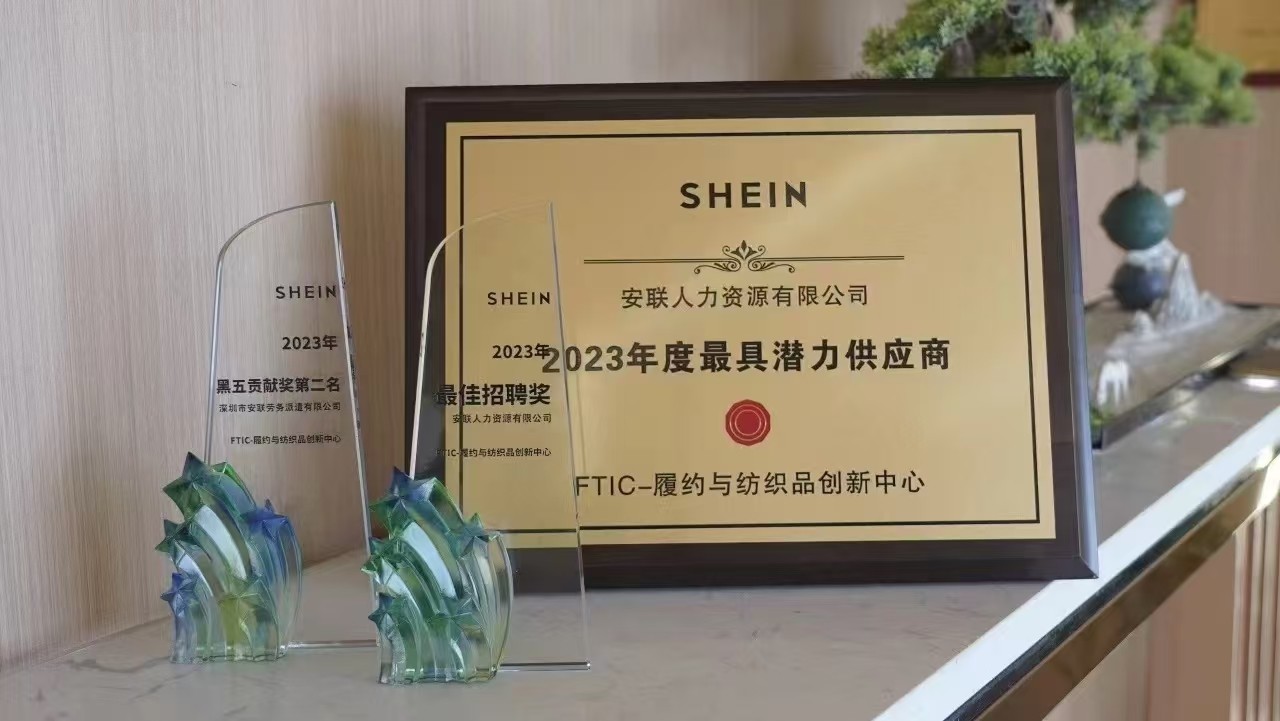 SHEIN
2023年
黑五贡献奖第二名
深圳市安联劳务派遣有限公司
FTIC-履约与纺织品创新中心
SHEIN
2023年
最佳招聘奖
安联人力资源有限公司
FTIC-履约与纺织品创新中心
SHEIN
安联人力资源有限公司
2023年度最具潜力供应商
FTIC-履约与纺织品创新中心